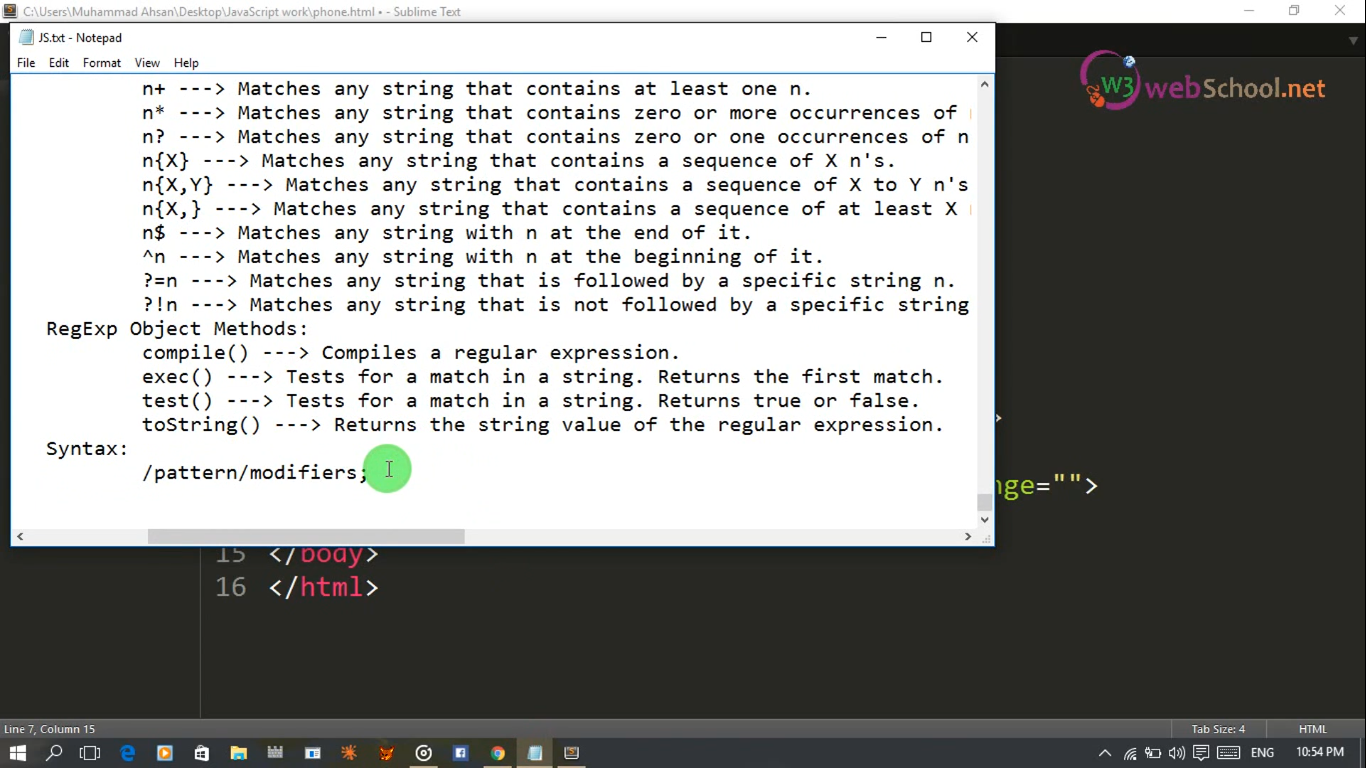 C:\Users\Muhammad Ahsan\Desktop\JavaScript work\phone.html • - Sublime Text
JS.txt - Notepad
File Edit Format View Help
W3webSchool.net
n+ ---> Matches any string that contains at least one n.
n* ---> Matches any string that contains zero or more occurrences of
n? ---> Matches any string that contains zero or one occurrences of n
n{X} ---> Matches any string that contains a sequence of X n's.
n{X,Y} ---> Matches any string that contains a sequence of X to Y n's
n{X,} ---> Matches any string that contains a sequence of at least X
n$ ---> Matches any string with n at the end of it.
^n ---> Matches any string with n at the beginning of it.
?=n ---> Matches any string that is followed by a specific string n.
?!n ---> Matches any string that is not followed by a specific string
RegExp Object Methods:
compile() ---> Compiles a regular expression.
exec() ---> Tests for a match in a string. Returns the first match.
test() ---> Tests for a match in a string. Returns true or false.
toString() ---> Returns the string value of the regular expression.
>
Syntax:
/pattern/modifiers;
nge="">
15 </body>
16 </html>
Line 7, Column 15 Tab Size: 4 HTML
ENG 10:54 PM